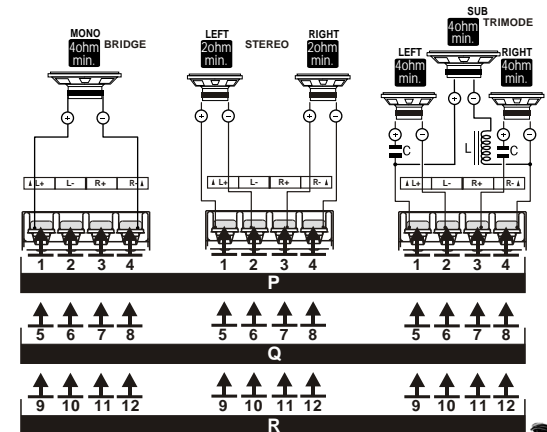 MONO
4ohm
min.
BRIDGE
+ -
L+ L- R+ R-
1 2 3 4
LEFT
2ohm
min.
STEREO
RIGHT
2ohm
min.
+ - + -
L+ L- R+ R-
1 2 3 4
SUB
4ohm
min.
TRIMODE
LEFT
4ohm
min.
RIGHT
4ohm
min.
+ - + - + -
C L C
L+ L- R+ R-
1 2 3 4
P
5 6 7 8 5 6 7 8 5 6 7 8
Q
9 10 11 12 9 10 11 12 9 10 11 12
R